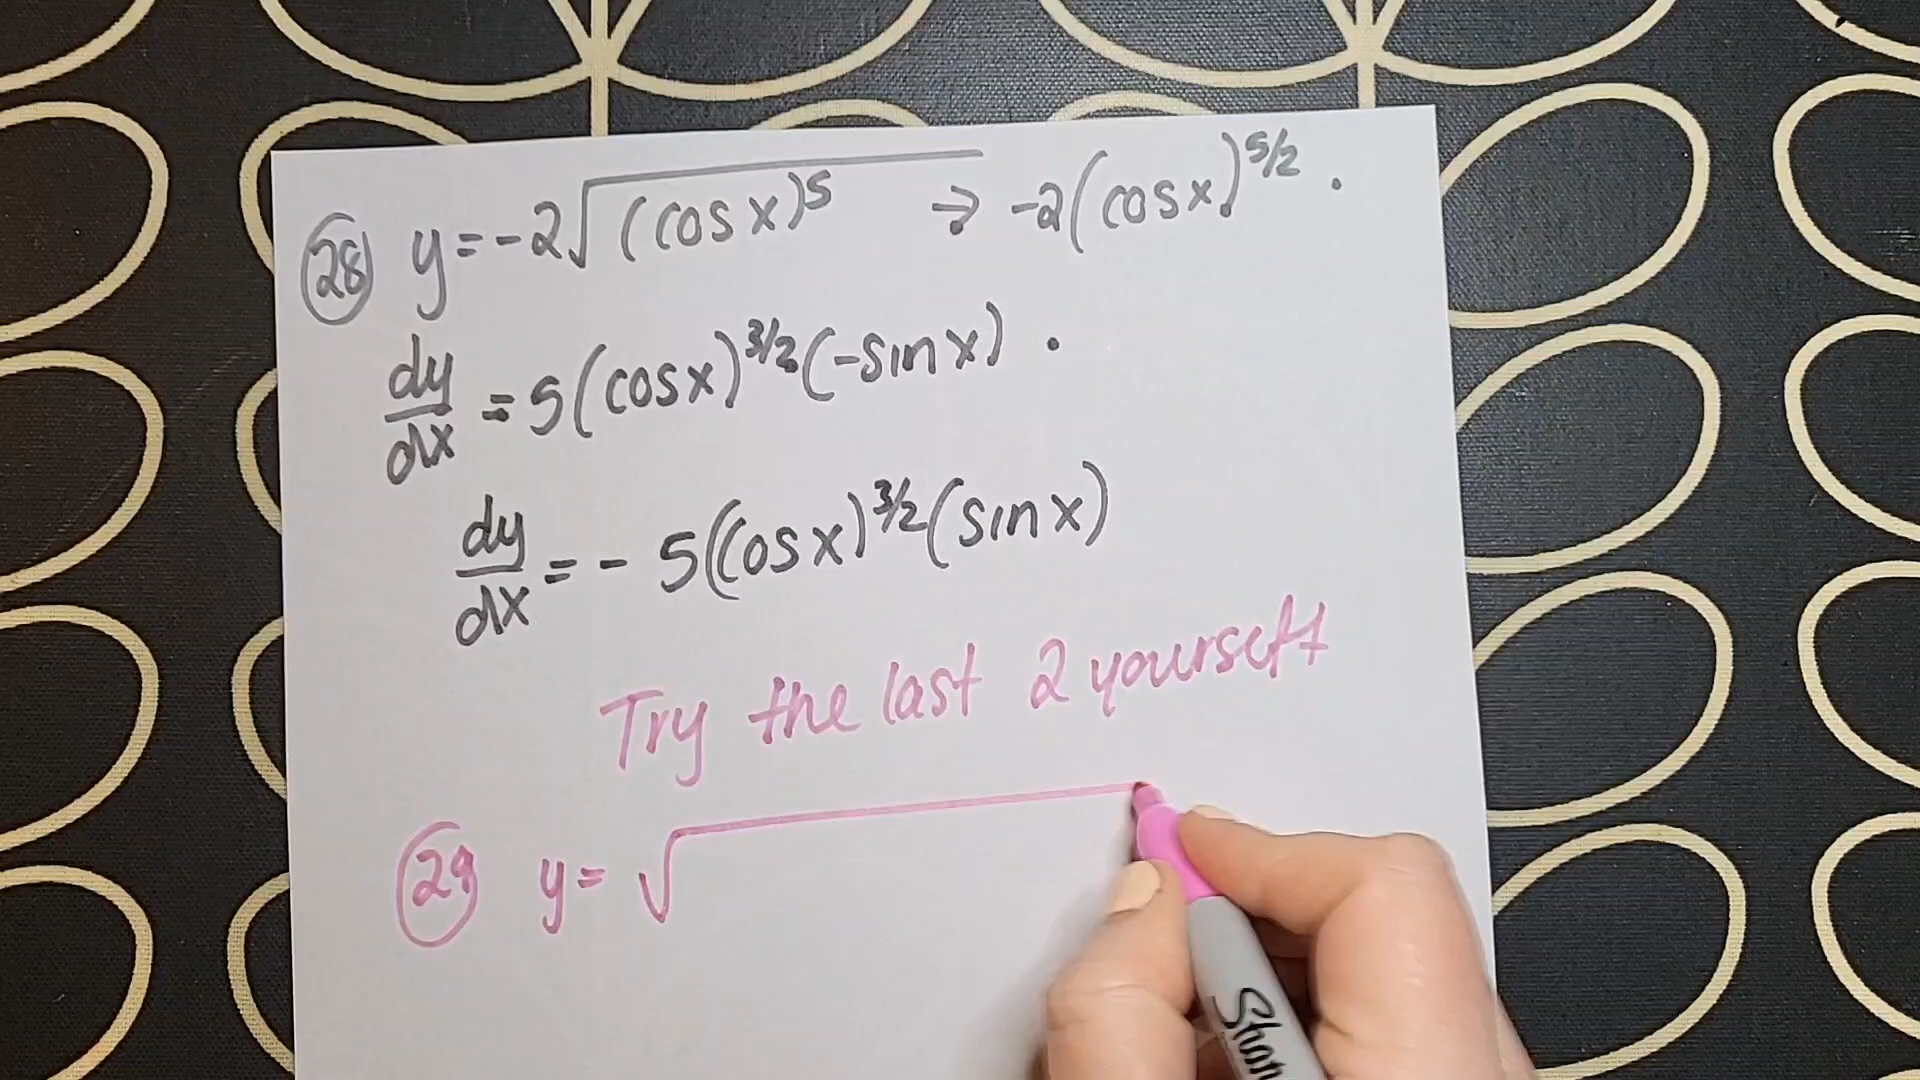 28 y = -2√(cos x)^5 → -2(cos x)^5/2 .
dy/dx = 5(cos x)^3/2 (-sin x) .
dy/dx = - 5(cos x)^3/2 (sin x)
Try the last 2 yourself
29 y = √
Shar